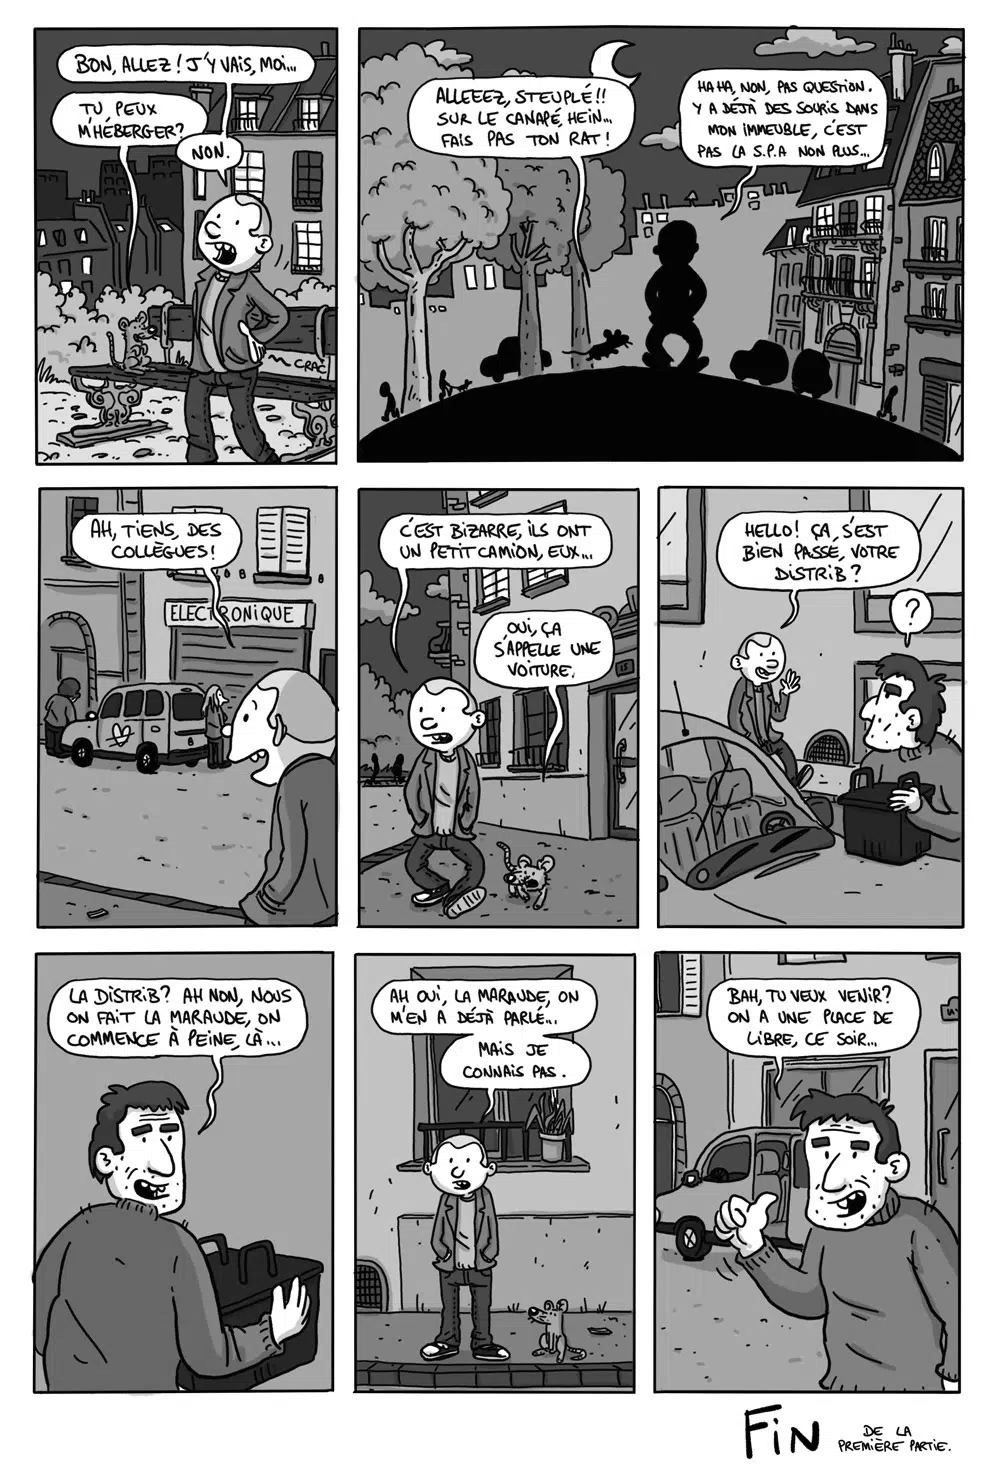 BON, ALLEZ ! J'Y VAIS, MOI...
TU PEUX
M'HÉBERGER ?
NON.
CRAC
ALLEEEZ, STEUPLÉ !!
SUR LE CANAPÉ, HEIN...
FAIS PAS TON RAT !
HA HA, NON, PAS QUESTION.
Y A DÉJÀ DES SOURIS DANS
MON IMMEUBLE, C'EST
PAS LA S.P.A NON PLUS...
AH, TIENS, DES
COLLÈGUES !
ELECTRONIQUE
C'EST BIZARRE, ILS ONT
UN PETIT CAMION, EUX...
OUI, ÇA
S'APPELLE UNE
VOITURE.
15
HELLO ! ÇA S'EST
BIEN PASSÉ, VOTRE
DISTRIB ?
?
LA DISTRIB ? AH NON, NOUS
ON FAIT LA MARAUDE, ON
COMMENCE À PEINE, LÀ...
AH OUI, LA MARAUDE, ON
M'EN A DÉJÀ PARLÉ...
MAIS JE
CONNAIS PAS.
BAH, TU VEUX VENIR ?
ON A UNE PLACE DE
LIBRE, CE SOIR...
FIN
DE LA
PREMIÈRE PARTIE.